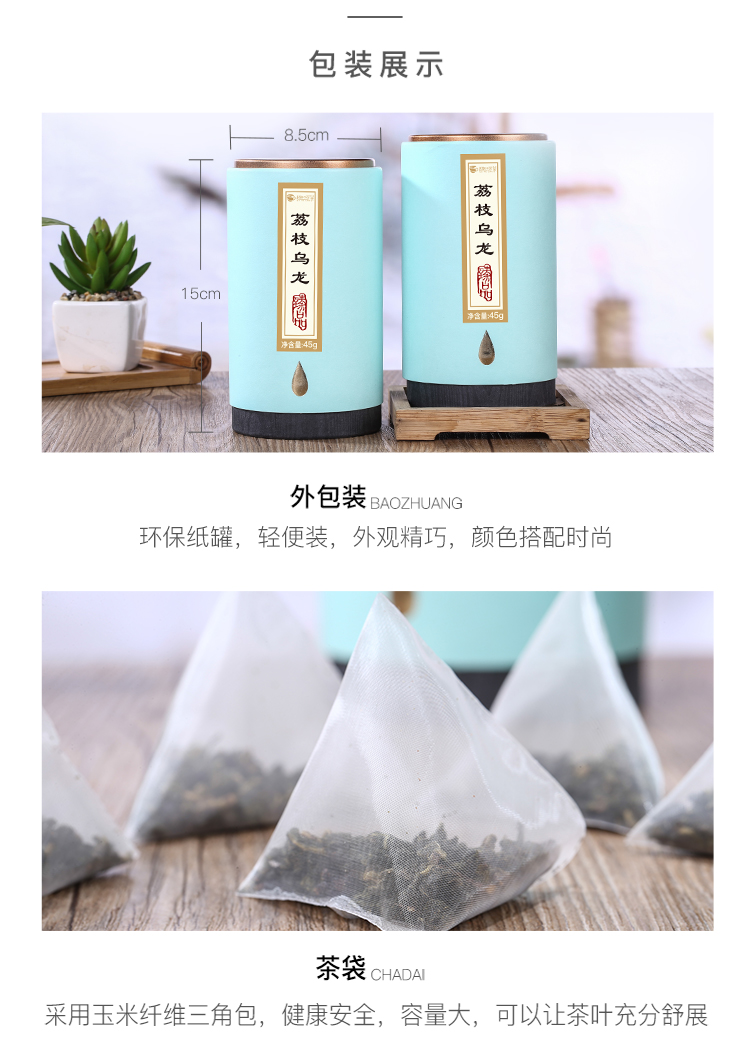 包装展示
8.5cm
15cm
荔枝乌龙
净含量:45g
荔枝乌龙
净含量:45g
外包装 BAOZHUANG
环保纸罐，轻便装，外观精巧，颜色搭配时尚
茶袋 CHADAI
采用玉米纤维三角包，健康安全，容量大，可以让茶叶充分舒展